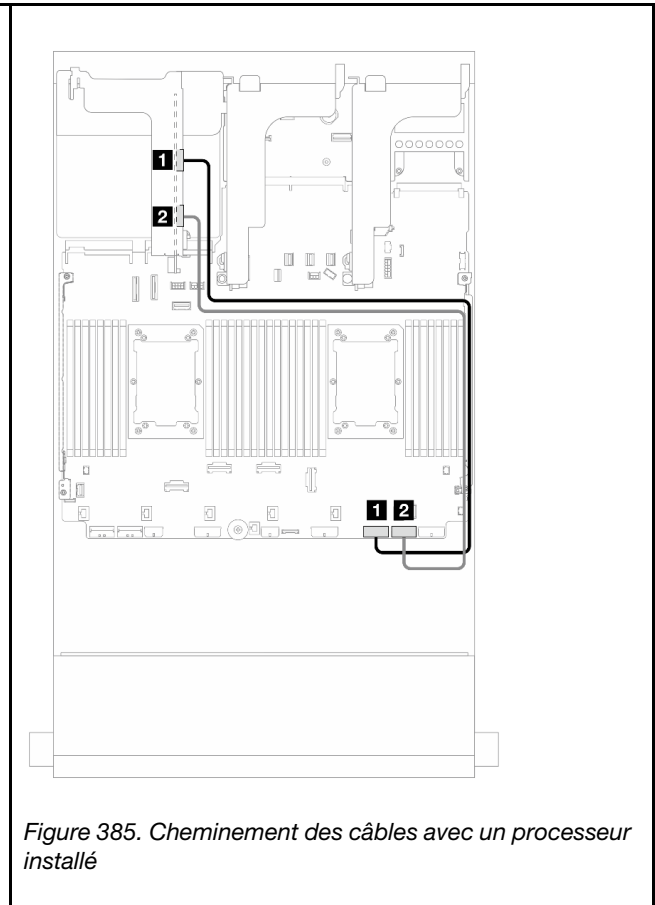 1
2
1 2
Figure 385. Cheminement des câbles avec un processeur
installé